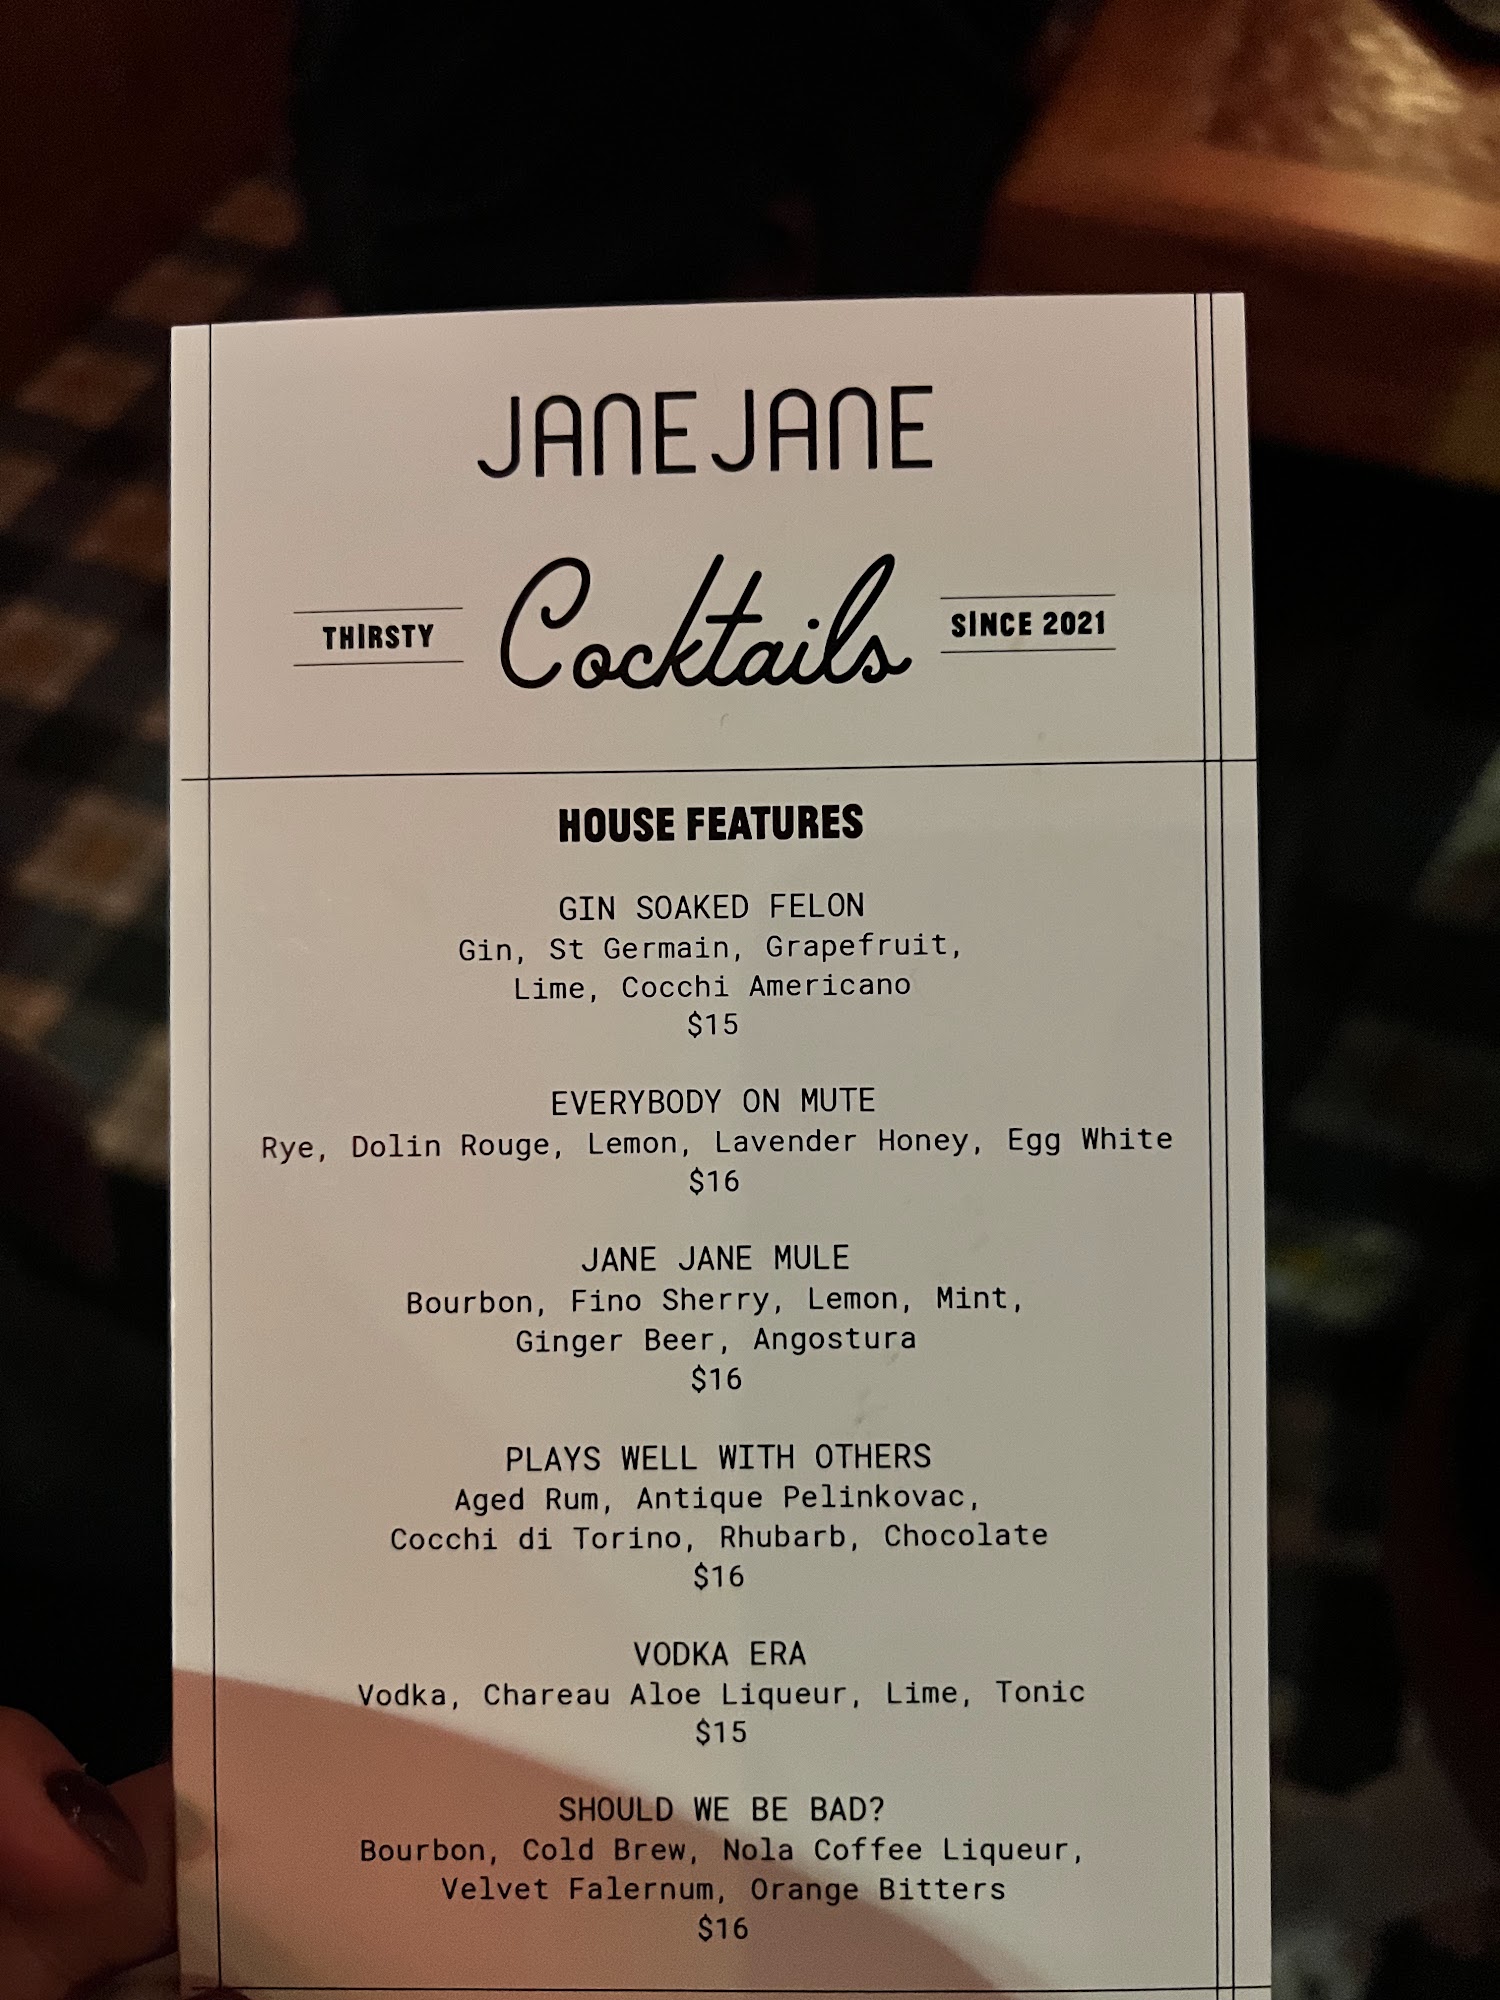 JANE JANE
THIRSTY Cocktails SINCE 2021
HOUSE FEATURES
GIN SOAKED FELON
Gin, St Germain, Grapefruit,
Lime, Cocchi Americano
$15
EVERYBODY ON MUTE
Rye, Dolin Rouge, Lemon, Lavender Honey, Egg White
$16
JANE JANE MULE
Bourbon, Fino Sherry, Lemon, Mint,
Ginger Beer, Angostura
$16
PLAYS WELL WITH OTHERS
Aged Rum, Antique Pelinkovac,
Cocchi di Torino, Rhubarb, Chocolate
$16
VODKA ERA
Vodka, Chareau Aloe Liqueur, Lime, Tonic
$15
SHOULD WE BE BAD?
Bourbon, Cold Brew, Nola Coffee Liqueur,
Velvet Falernum, Orange Bitters
$16